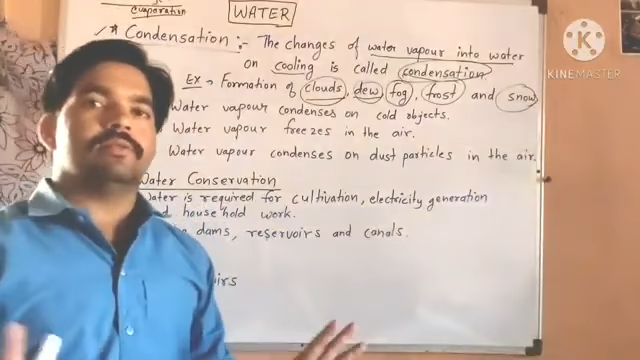 evaporation
WATER
* Condensation :- The changes of water vapour into water
on cooling is called condensation
Ex → Formation of clouds, dew, fog, frost and snow
Water vapour condenses on cold objects.
Water vapour freezes in the air.
Water vapour condenses on dust particles in the air.
Water Conservation
Water is required for cultivation, electricity generation
house hold work.
dams, reservoirs and canals.
KINEMASTER